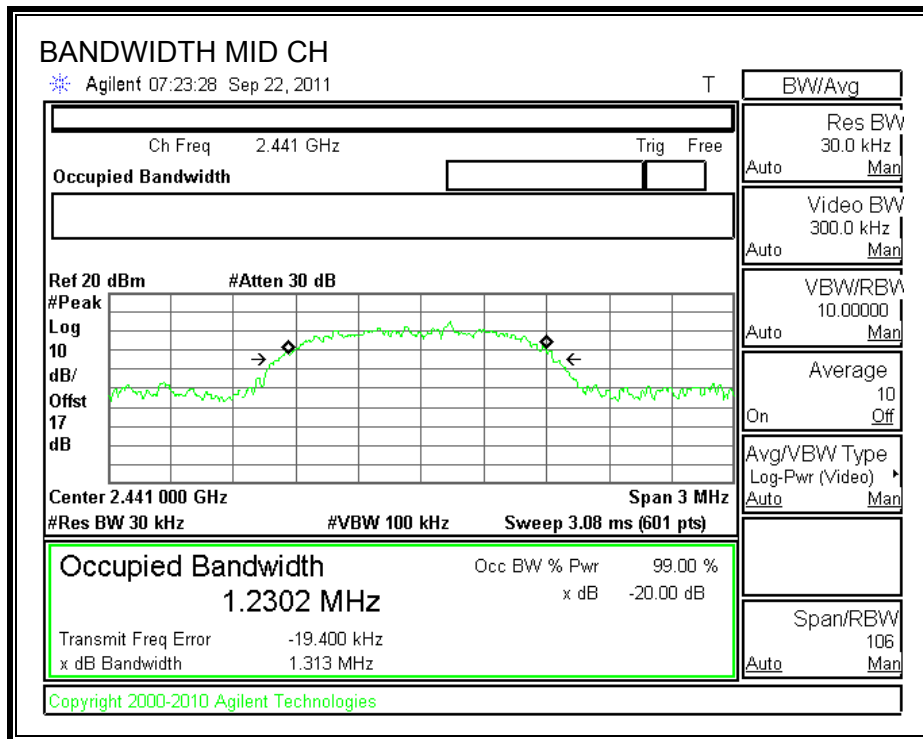 BANDWIDTH MID CH
Agilent 07:23:28 Sep 22, 2011
T
Ch Freq 2.441 GHz
Trig Free
Occupied Bandwidth
Ref 20 dBm #Atten 30 dB
#Peak
Log
10
dB/
Offst
17
dB
Center 2.441 000 GHz Span 3 MHz
#Res BW 30 kHz #VBW 100 kHz Sweep 3.08 ms (601 pts)
Occupied Bandwidth
1.2302 MHz
Occ BW % Pwr 99.00 %
x dB -20.00 dB
Transmit Freq Error -19.400 kHz
x dB Bandwidth 1.313 MHz
Copyright 2000-2010 Agilent Technologies
BW/Avg
Res BW
30.0 kHz
Auto Man
Video BW
300.0 kHz
Auto Man
VBW/RBW
10.00000
Auto Man
Average
10
On Off
Avg/VBW Type
Log-Pwr (Video)
Auto Man
Span/RBW
106
Auto Man